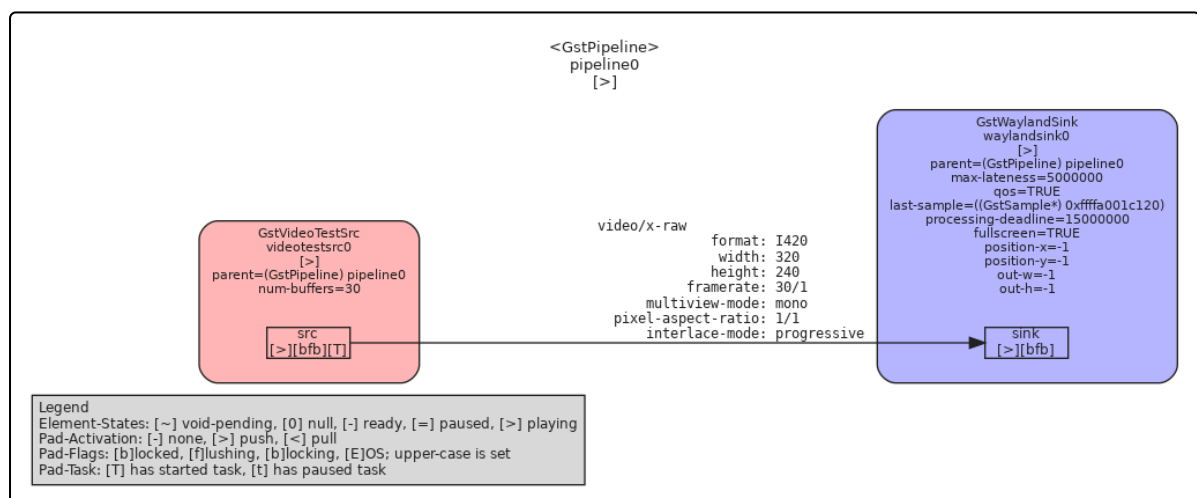 <GstPipeline>
pipeline0
[>]
GstWaylandSink
waylandsink0
[>]
parent=(GstPipeline) pipeline0
max-lateness=5000000
qos=TRUE
last-sample=((GstSample*) 0xffffa001c120)
processing-deadline=15000000
fullscreen=TRUE
position-x=-1
position-y=-1
out-w=-1
out-h=-1
sink
[>][bfb]
GstVideoTestSrc
videotestsrc0
[>]
parent=(GstPipeline) pipeline0
num-buffers=30
src
[>][bfb][T]
video/x-raw
format: I420
width: 320
height: 240
framerate: 30/1
multiview-mode: mono
pixel-aspect-ratio: 1/1
interlace-mode: progressive
Legend
Element-States: [~] void-pending, [0] null, [-] ready, [=] paused, [>] playing
Pad-Activation: [-] none, [>] push, [<] pull
Pad-Flags: [b]locked, [f]lushing, [b]locking, [E]OS; upper-case is set
Pad-Task: [T] has started task, [t] has paused task